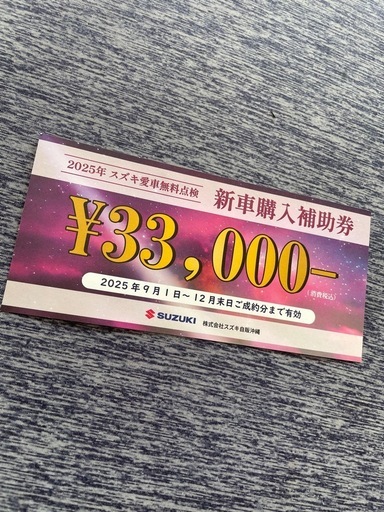 2025年 スズキ愛車無料点検
新車購入補助券
¥33,000-
(消費税込)
2025年9月1日〜12月末日ご成約分まで有効
SUZUKI 株式会社スズキ自販沖縄